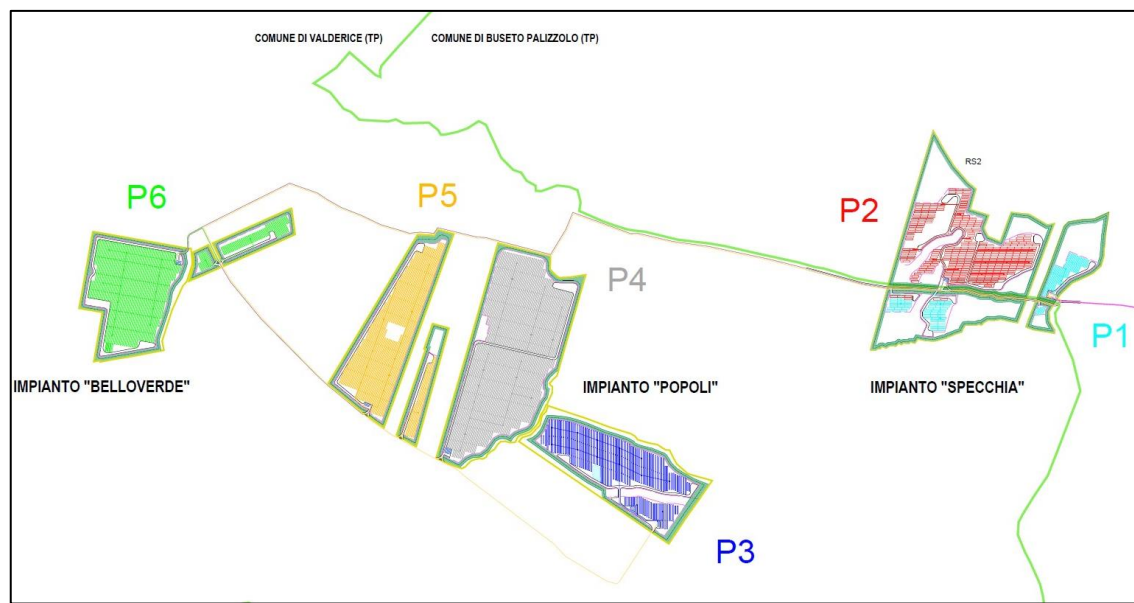 COMUNE DI VALDERICE (TP)
COMUNE DI BUSETO PALIZZOLO (TP)
RS2
P6
P5
P2
P4
P1
IMPIANTO "BELLOVERDE"
IMPIANTO "POPOLI"
IMPIANTO "SPECCHIA"
P3